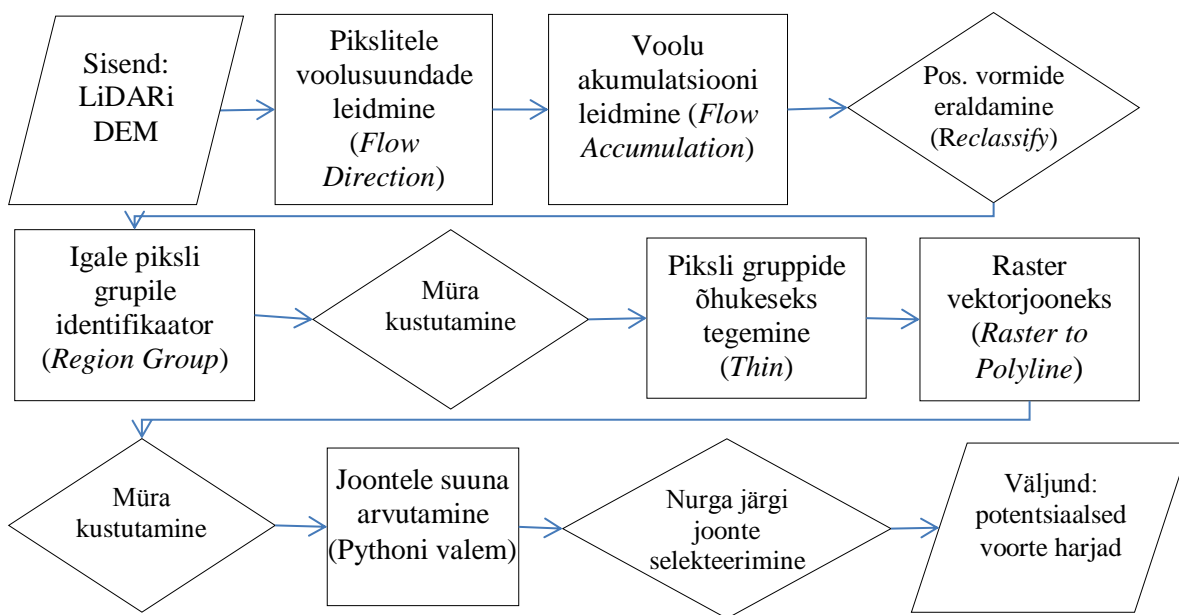 Sisend:
LiDARi
DEM
Pikslitele
voolusuundade
leidmine
(Flow
Direction)
Voolu
akumulatsiooni
leidmine (Flow
Accumulation)
Pos. vormide
eraldamine
(Reclassify)
Igale piksli
grupile
identifikaator
(Region Group)
Müra
kustutamine
Piksli gruppide
õhukeseks
tegemine
(Thin)
Raster
vektorjooneks
(Raster to
Polyline)
Müra
kustutamine
Joontele suuna
arvutamine
(Pythoni valem)
Nurga järgi
joonte
selekteerimine
Väljund:
potentsiaalsed
voorte harjad